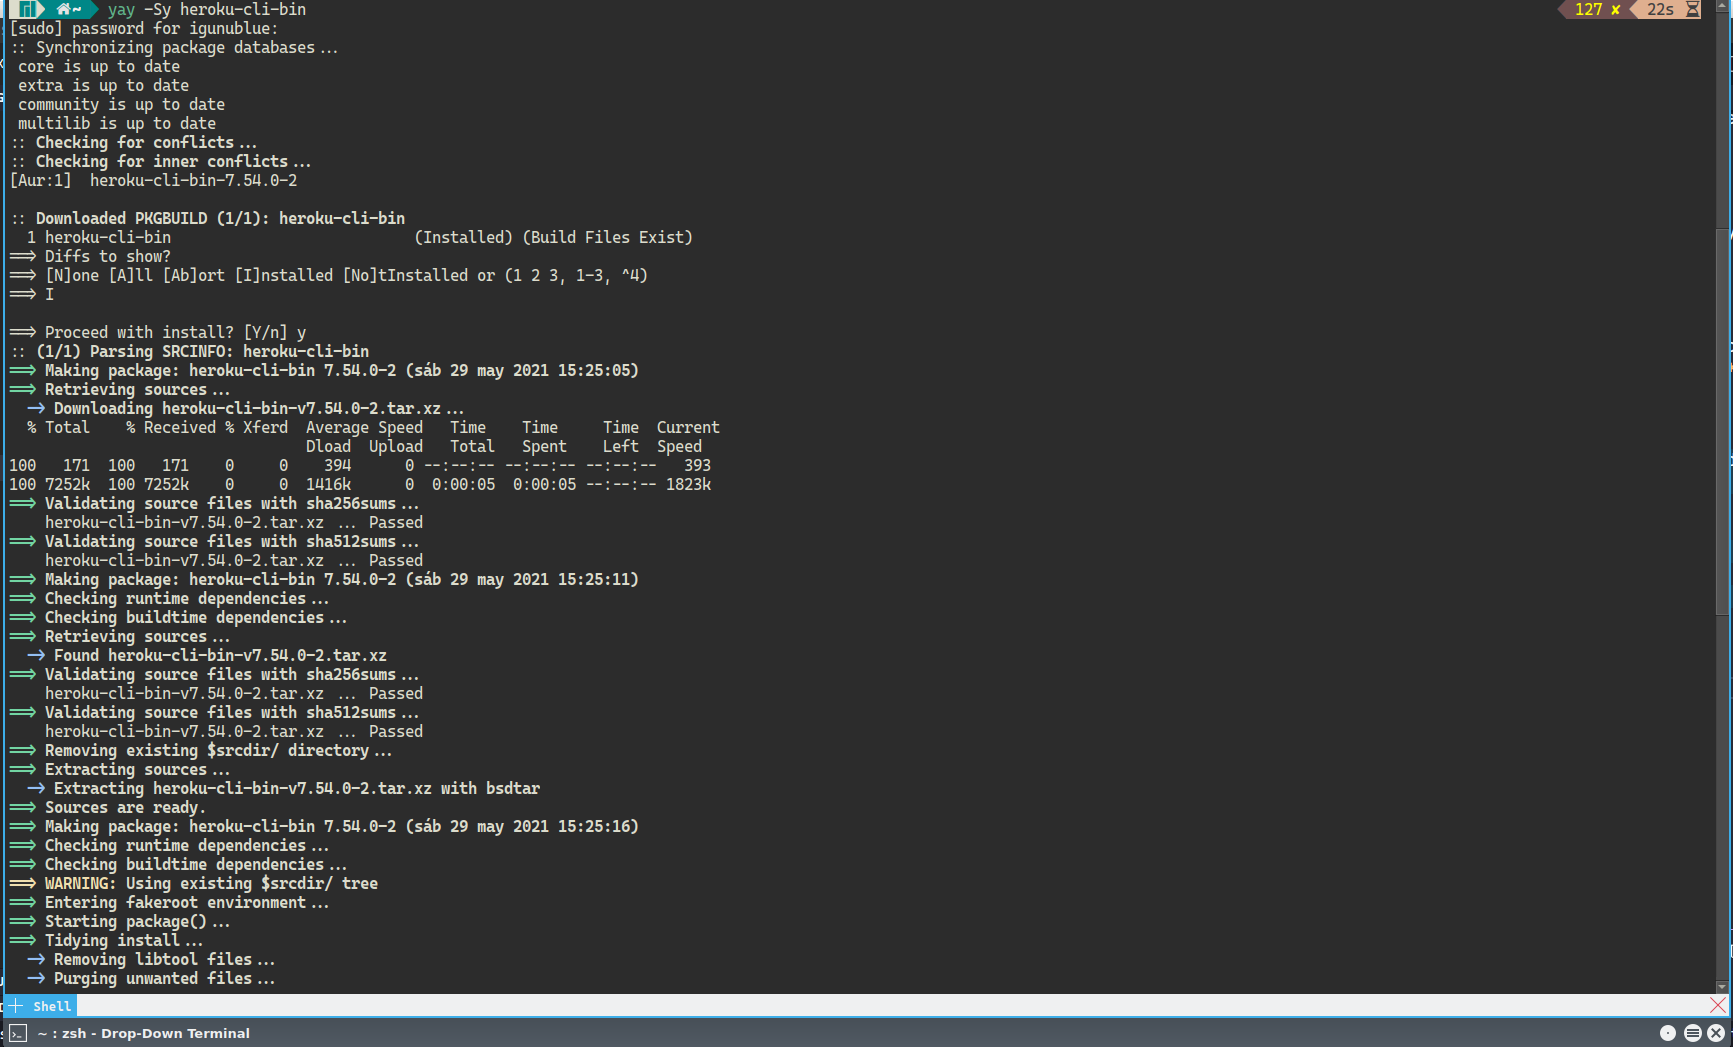 ~ yay -Sy heroku-cli-bin 127 ✘ 22s
[sudo] password for igunublue:
:: Synchronizing package databases...
core is up to date
extra is up to date
community is up to date
multilib is up to date
:: Checking for conflicts...
:: Checking for inner conflicts...
[Aur:1]  heroku-cli-bin-7.54.0-2
:: Downloaded PKGBUILD (1/1): heroku-cli-bin
1 heroku-cli-bin                           (Installed) (Build Files Exist)
==> Diffs to show?
==> [N]one [A]ll [Ab]ort [I]nstalled [No]tInstalled or (1 2 3, 1-3, ^4)
==> I
==> Proceed with install? [Y/n] y
:: (1/1) Parsing SRCINFO: heroku-cli-bin
==> Making package: heroku-cli-bin 7.54.0-2 (sáb 29 may 2021 15:25:05)
==> Retrieving sources...
-> Downloading heroku-cli-bin-v7.54.0-2.tar.xz...
% Total    % Received % Xferd  Average Speed   Time    Time     Time  Current
Dload  Upload   Total   Spent    Left  Speed
100   171  100   171    0     0    394      0 --:--:-- --:--:-- --:--:--   393
100 7252k  100 7252k    0     0  1416k      0  0:00:05  0:00:05 --:--:-- 1823k
==> Validating source files with sha256sums...
heroku-cli-bin-v7.54.0-2.tar.xz ... Passed
==> Validating source files with sha512sums...
heroku-cli-bin-v7.54.0-2.tar.xz ... Passed
==> Making package: heroku-cli-bin 7.54.0-2 (sáb 29 may 2021 15:25:11)
==> Checking runtime dependencies...
==> Checking buildtime dependencies...
==> Retrieving sources...
-> Found heroku-cli-bin-v7.54.0-2.tar.xz
==> Validating source files with sha256sums...
heroku-cli-bin-v7.54.0-2.tar.xz ... Passed
==> Validating source files with sha512sums...
heroku-cli-bin-v7.54.0-2.tar.xz ... Passed
==> Removing existing $srcdir/ directory...
==> Extracting sources...
-> Extracting heroku-cli-bin-v7.54.0-2.tar.xz with bsdtar
==> Sources are ready.
==> Making package: heroku-cli-bin 7.54.0-2 (sáb 29 may 2021 15:25:16)
==> Checking runtime dependencies...
==> Checking buildtime dependencies...
==> WARNING: Using existing $srcdir/ tree
==> Entering fakeroot environment...
==> Starting package()...
==> Tidying install...
-> Removing libtool files...
-> Purging unwanted files...
Shell
~ : zsh - Drop-Down Terminal